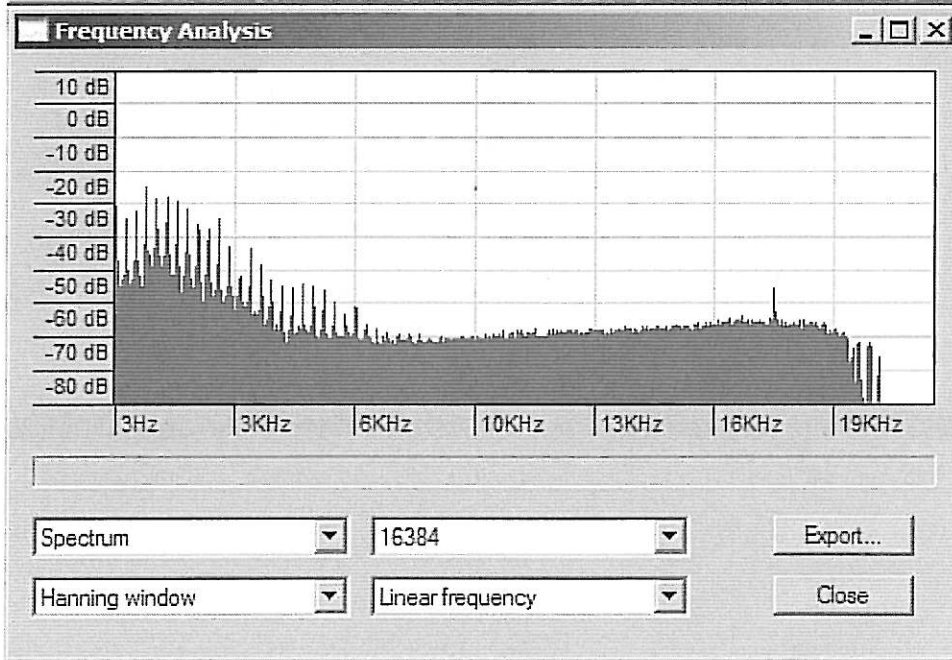 Frequency Analysis
10 dB
0 dB
-10 dB
-20 dB
-30 dB
-40 dB
-50 dB
-60 dB
-70 dB
-80 dB
3Hz 3KHz 6KHz 10KHz 13KHz 16KHz 19KHz
Spectrum 16384 Export...
Hanning window Linear frequency Close